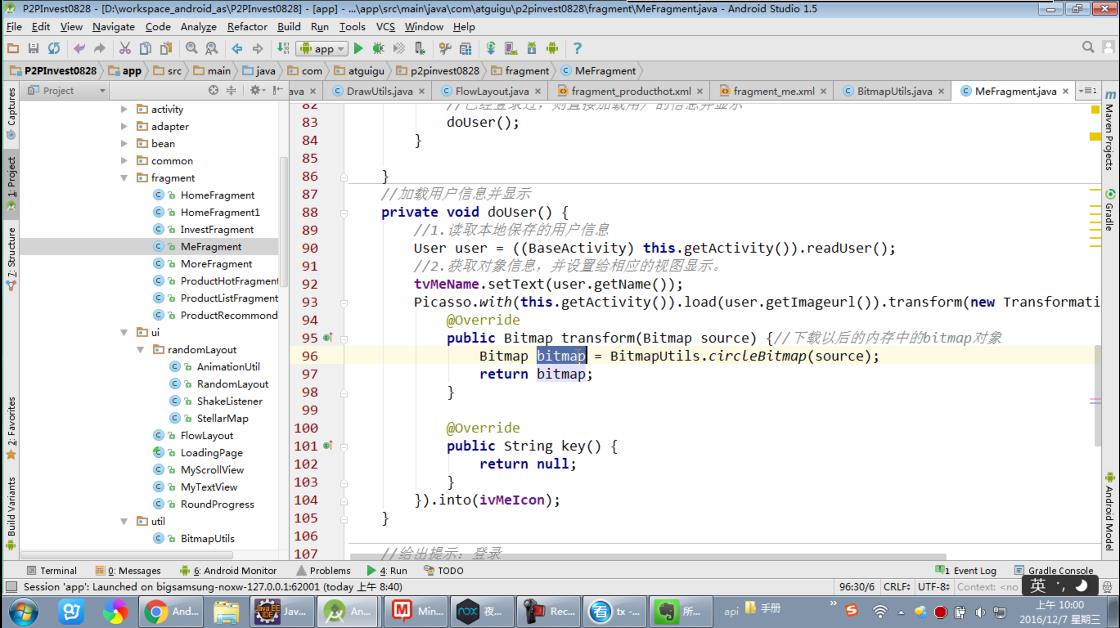 P2PInvest0828 - [D:\workspace_android_as\P2PInvest0828] - [app] - ...\app\src\main\java\com\atguigu\p2pinvest0828\fragment\MeFragment.java - Android Studio 1.5
File Edit View Navigate Code Analyze Refactor Build Run Tools VCS Window Help
app
P2PInvest0828 app src main java com atguigu p2pinvest0828 fragment MeFragment
Project
ava DrawUtils.java FlowLayout.java fragment_producthot.xml fragment_me.xml BitmapUtils.java MeFragment.java
Captures
1: Project
7: Structure
2: Favorites
Build Variants
activity
adapter
bean
common
fragment
HomeFragment
HomeFragment1
InvestFragment
MeFragment
MoreFragment
ProductHotFragment
ProductListFragment
ProductRecommond
ui
randomLayout
AnimationUtil
RandomLayout
ShakeListener
StellarMap
FlowLayout
LoadingPage
MyScrollView
MyTextView
RoundProgress
util
BitmapUtils
82 //已经登录过，则直接加载用户的信息并显示
83 doUser();
84 }
85
86 }
87 //加载用户信息并显示
88 private void doUser() {
89 //1.读取本地保存的用户信息
90 User user = ((BaseActivity) this.getActivity()).readUser();
91 //2.获取对象信息，并设置给相应的视图显示。
92 tvMeName.setText(user.getName());
93 Picasso.with(this.getActivity()).load(user.getImageurl()).transform(new Transformati
94 @Override
95 public Bitmap transform(Bitmap source) {//下载以后的内存中的bitmap对象
96 Bitmap bitmap = BitmapUtils.circleBitmap(source);
97 return bitmap;
98 }
99
100 @Override
101 public String key() {
102 return null;
103 }
104 }).into(ivMeIcon);
105 }
106
107 //给出提示：登录
Maven Projects
Gradle
Android Model
Terminal 0: Messages 6: Android Monitor Problems 4: Run TODO 1 Event Log Gradle Console
Session 'app': Launched on bigsamsung-noxw-127.0.0.1:62001 (today 上午 8:40) 96:30/6 CRLF÷ UTF-8÷ Context: <no
英
And... Jav... An... Min... 夜... Rec... tx -... 所... api 手册
上午 10:00
2016/12/7 星期三